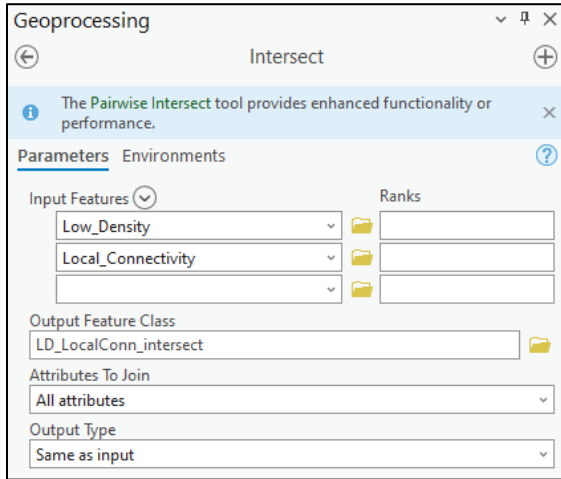 Geoprocessing
Intersect
The Pairwise Intersect tool provides enhanced functionality or
performance.
Parameters Environments
Input Features Ranks
Low_Density
Local_Connectivity
Output Feature Class
LD_LocalConn_intersect
Attributes To Join
All attributes
Output Type
Same as input